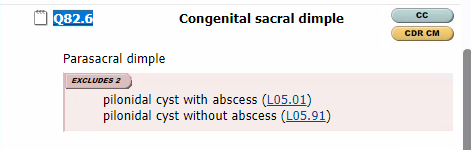 Q82.6 Congenital sacral dimple CC
CDR CM
Parasacral dimple
EXCLUDES 2
pilonidal cyst with abscess (L05.01)
pilonidal cyst without abscess (L05.91)